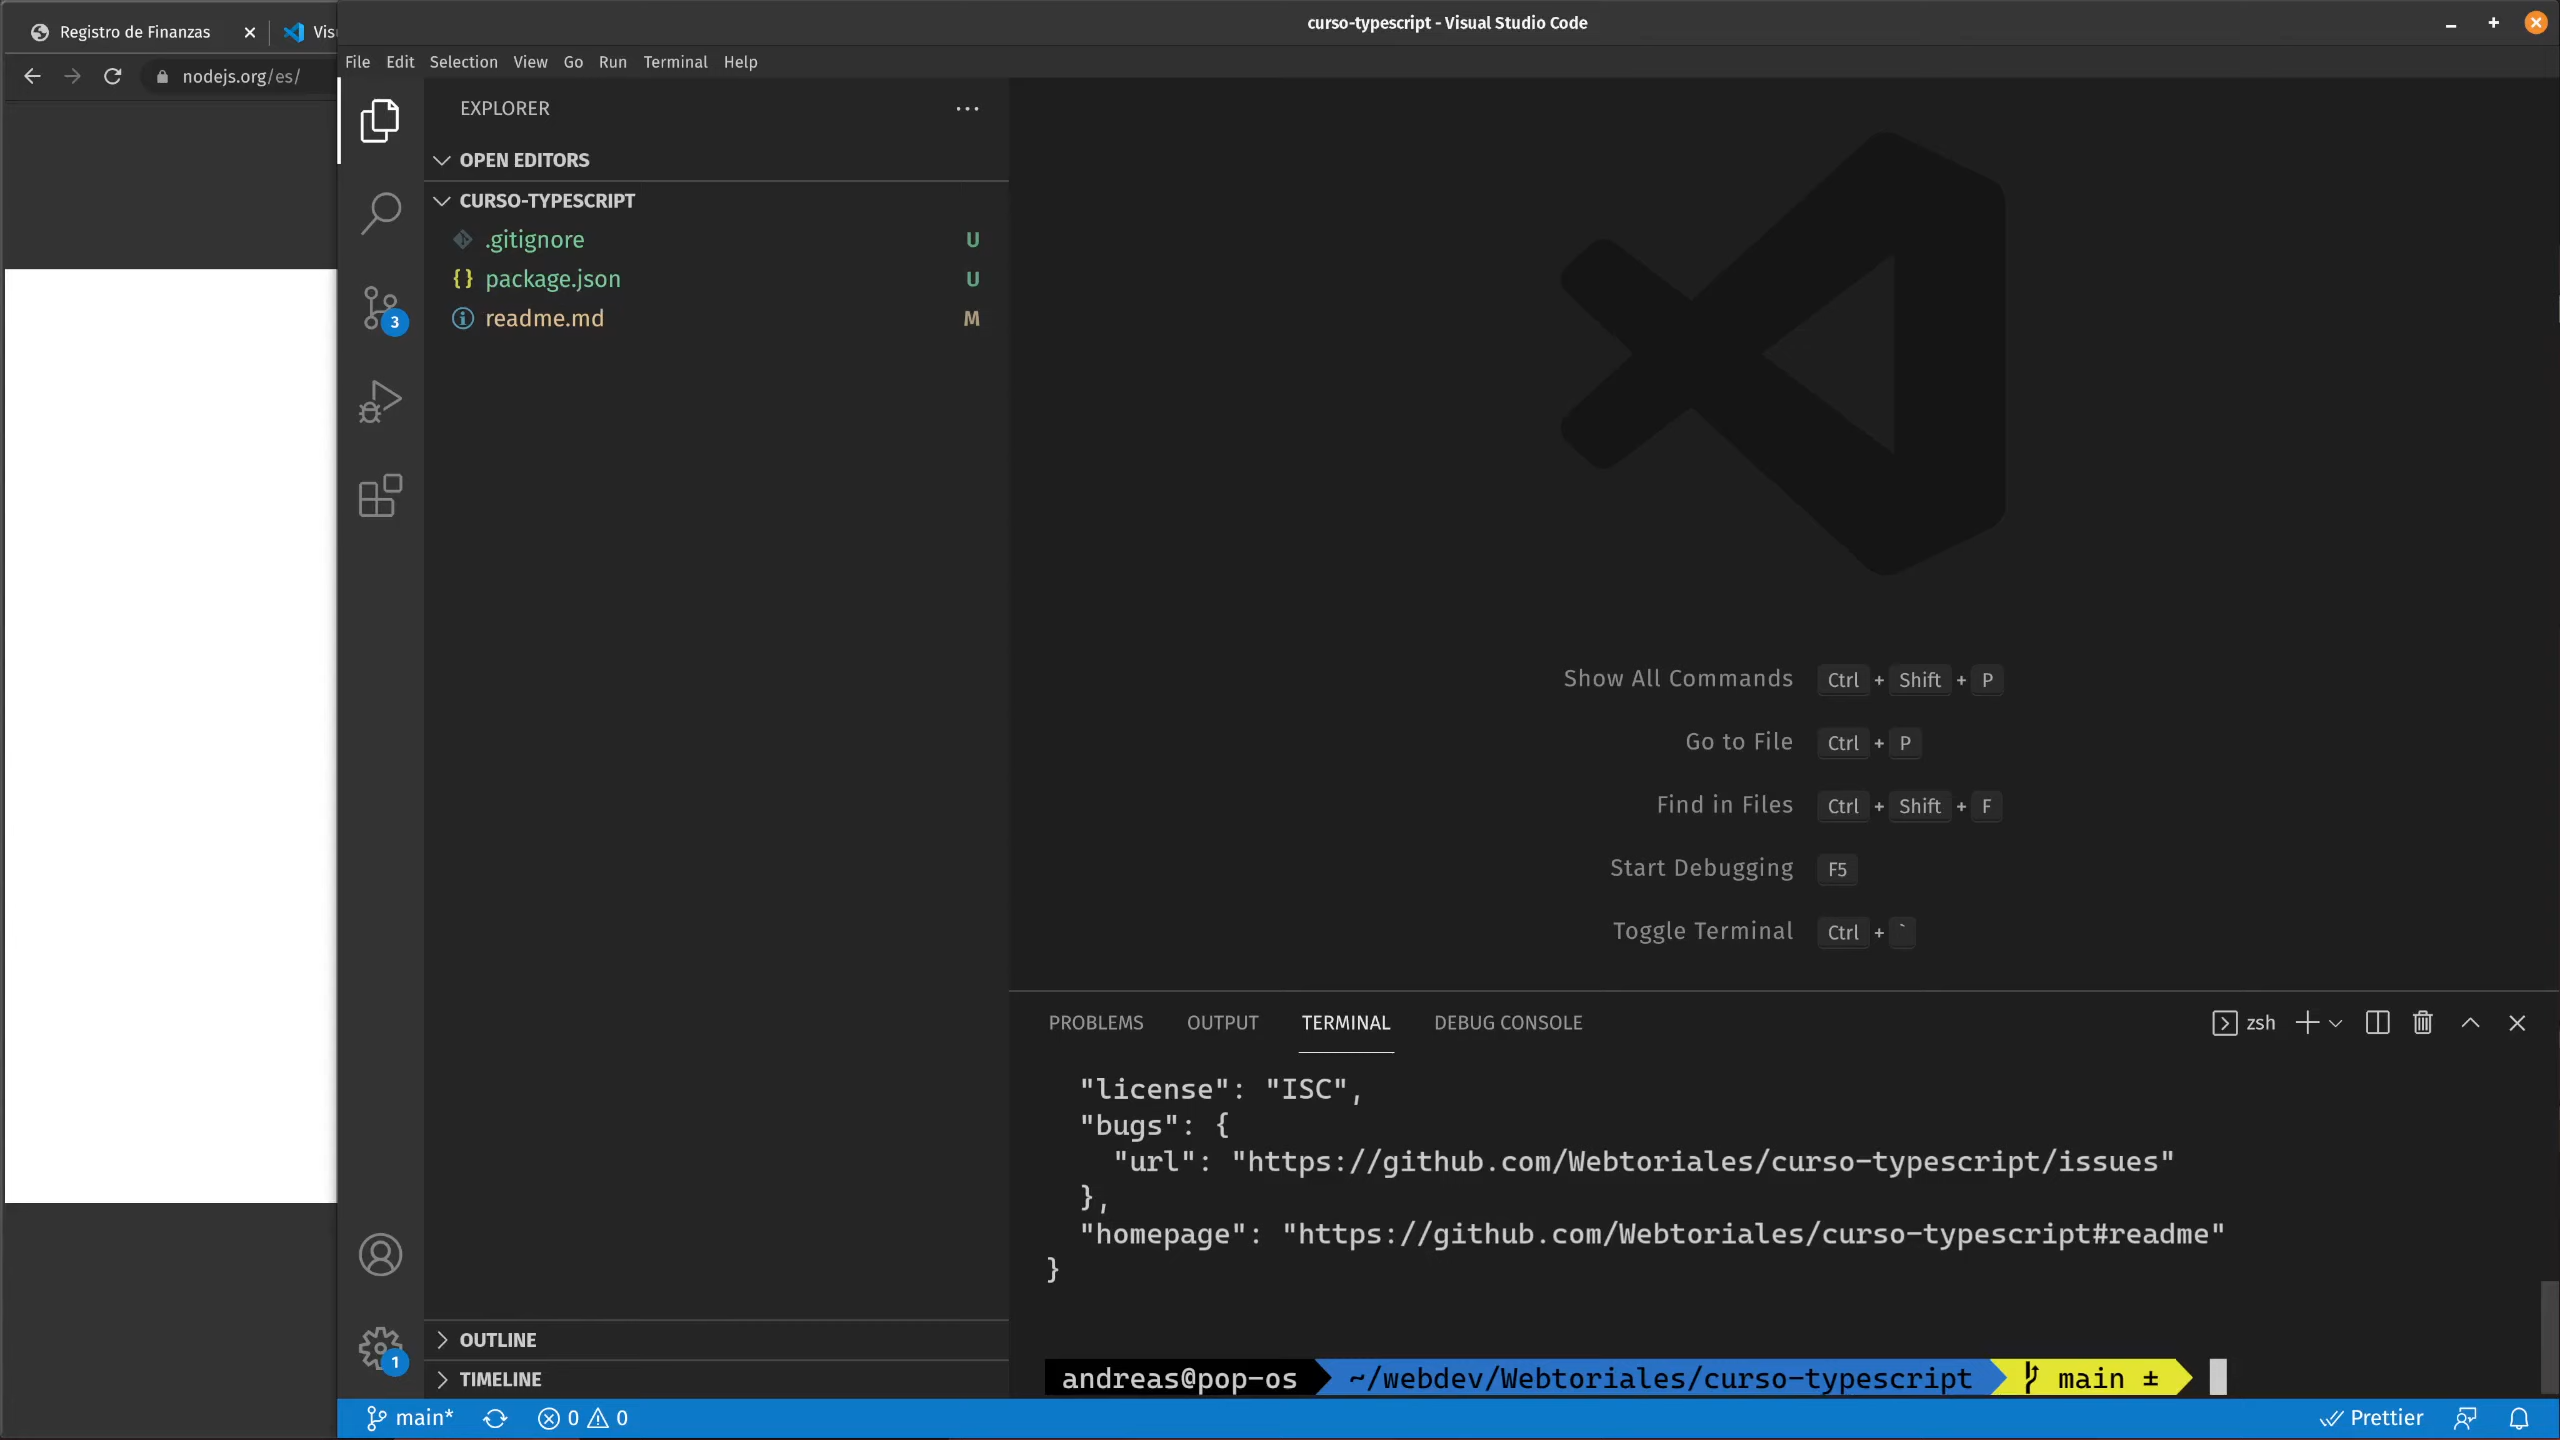 Registro de Finanzas
Vis
nodejs.org/es/
curso-typescript - Visual Studio Code
File Edit Selection View Go Run Terminal Help
EXPLORER
OPEN EDITORS
CURSO-TYPESCRIPT
.gitignore U
package.json U
readme.md M
3
Show All Commands Ctrl + Shift + P
Go to File Ctrl + P
Find in Files Ctrl + Shift + F
Start Debugging F5
Toggle Terminal Ctrl + `
PROBLEMS OUTPUT TERMINAL DEBUG CONSOLE
zsh
"license": "ISC",
"bugs": {
"url": "https://github.com/Webtoriales/curso-typescript/issues"
},
"homepage": "https://github.com/Webtoriales/curso-typescript#readme"
}
andreas@pop-os ~/webdev/Webtoriales/curso-typescript main ±
1
OUTLINE
TIMELINE
main* 0 0
Prettier